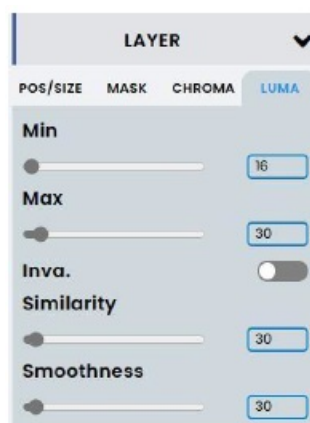 LAYER
POS/SIZE MASK CHROMA LUMA
Min
16
Max
30
Inva.
Similarity
30
Smoothness
30